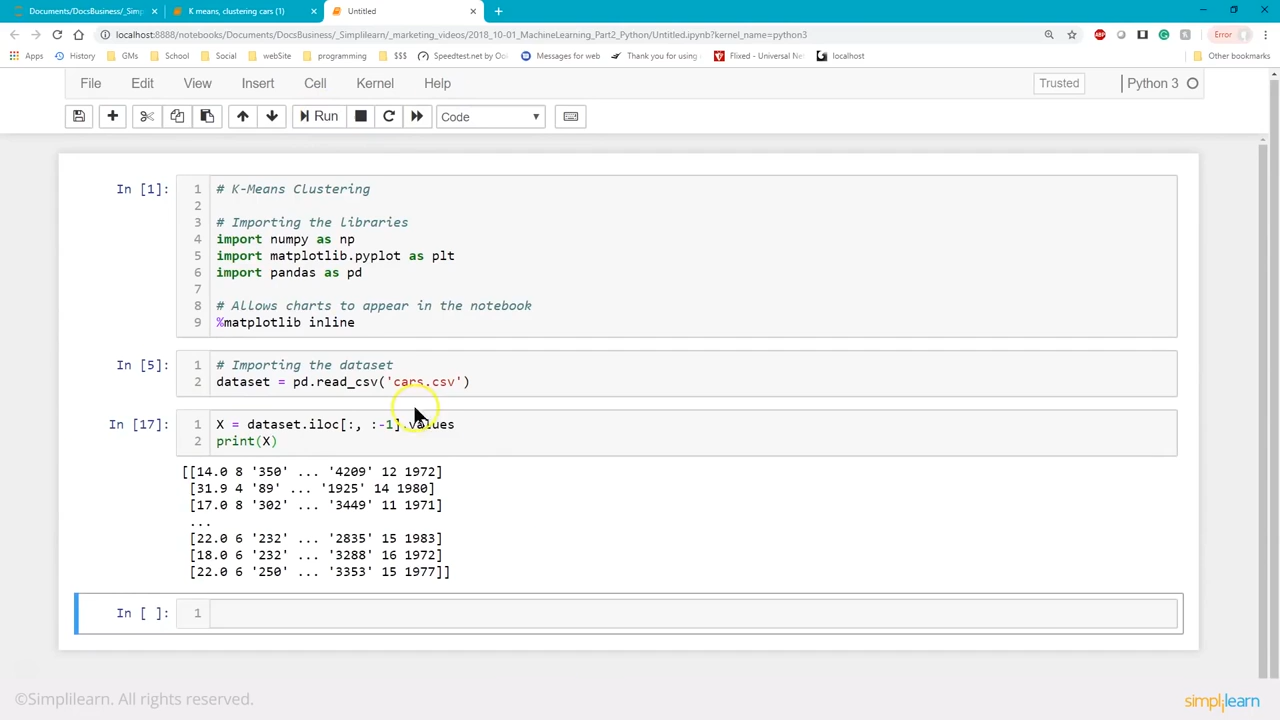 Documents/DocsBusiness/_Simp
K means, clustering cars (1)
Untitled
localhost:8888/notebooks/Documents/DocsBusiness/_Simplilearn/_marketing_videos/2018_10-01_MachineLearning_Part2_Python/Untitled.ipynb?kernel_name=python3
Error
Apps
History
GMs
School
Social
webSite
programming
$$$
Speedtest.net by Oo
Messages for web
Thank you for using
Flixed - Universal Ne
localhost
Other bookmarks
File Edit View Insert Cell Kernel Help
Trusted
Python 3
Run
Code
In [1]:
1 # K-Means Clustering
2
3 # Importing the libraries
4 import numpy as np
5 import matplotlib.pyplot as plt
6 import pandas as pd
7
8 # Allows charts to appear in the notebook
9 %matplotlib inline
In [5]:
1 # Importing the dataset
2 dataset = pd.read_csv('cars.csv')
In [17]:
1 X = dataset.iloc[:, :-1].values
2 print(X)
[[14.0 8 '350' ... '4209' 12 1972]
[31.9 4 '89' ... '1925' 14 1980]
[17.0 8 '302' ... '3449' 11 1971]
...
[22.0 6 '232' ... '2835' 15 1983]
[18.0 6 '232' ... '3288' 16 1972]
[22.0 6 '250' ... '3353' 15 1977]]
In [ ]:
1
©Simplilearn. All rights reserved.
simplilearn